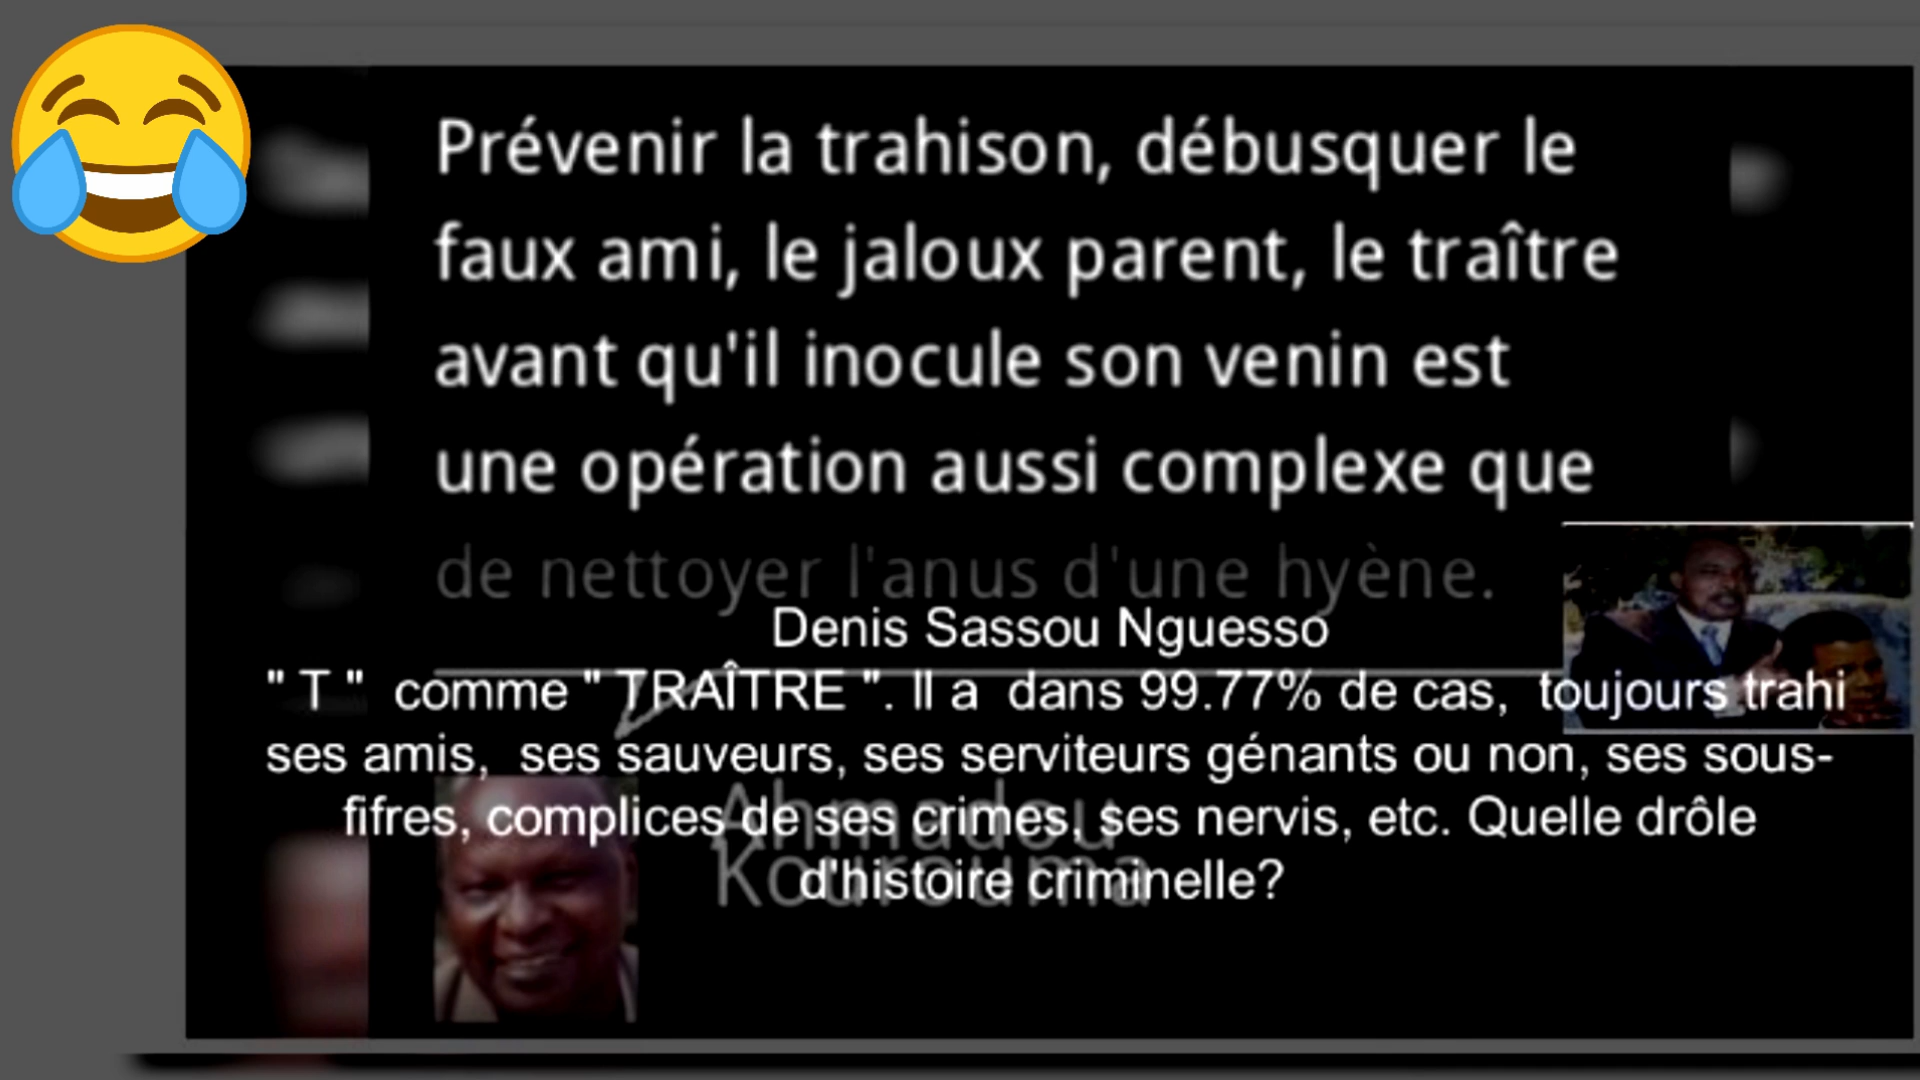 Prévenir la trahison, débusquer le
faux ami, le jaloux parent, le traître
avant qu'il inocule son venin est
une opération aussi complexe que
de nettoyer l'anus d'une hyène.
Denis Sassou Nguesso
" T " comme " TRAÎTRE ". Il a dans 99.77% de cas, toujours trahi
ses amis, ses sauveurs, ses serviteurs génants ou non, ses sous-
fifres, complices de ses crimes, ses nervis, etc. Quelle drôle
d'histoire criminelle?
Ahmadou
Kourouma